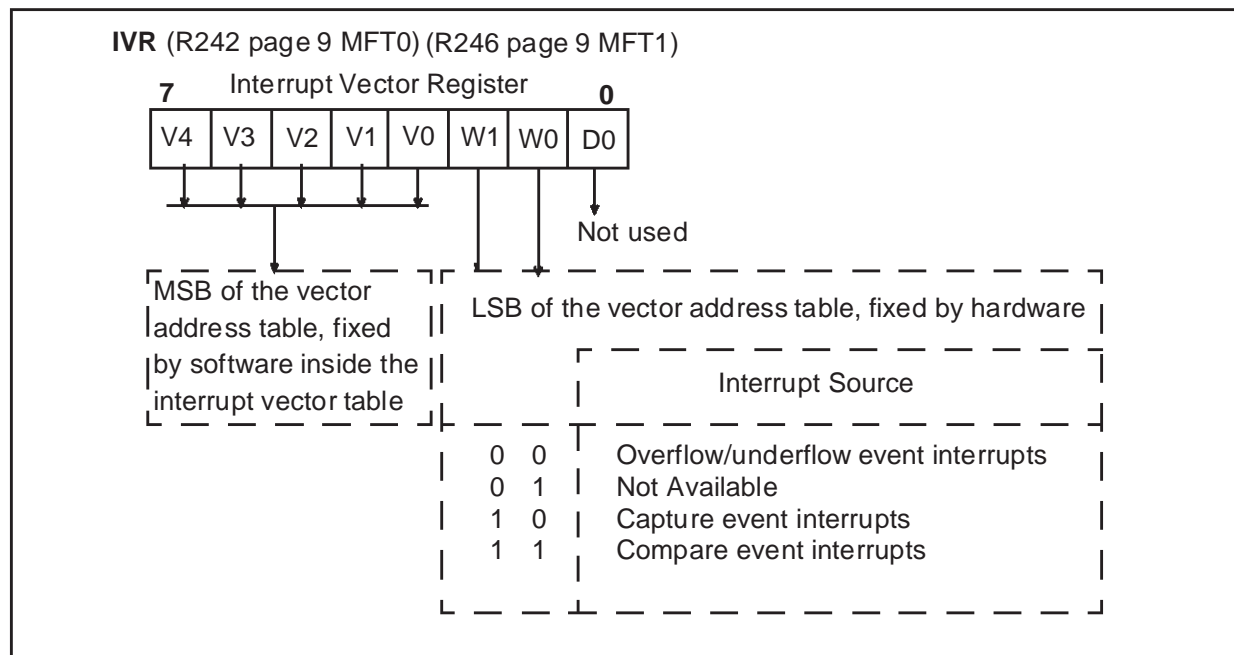 IVR (R242 page 9 MFT0) (R246 page 9 MFT1)
Interrupt Vector Register
7 0
V4 V3 V2 V1 V0 W1 W0 D0
Not used
MSB of the vector
address table, fixed
by software inside the
interrupt vector table
LSB of the vector address table, fixed by hardware
Interrupt Source
0 0 Overflow/underflow event interrupts
0 1 Not Available
1 0 Capture event interrupts
1 1 Compare event interrupts